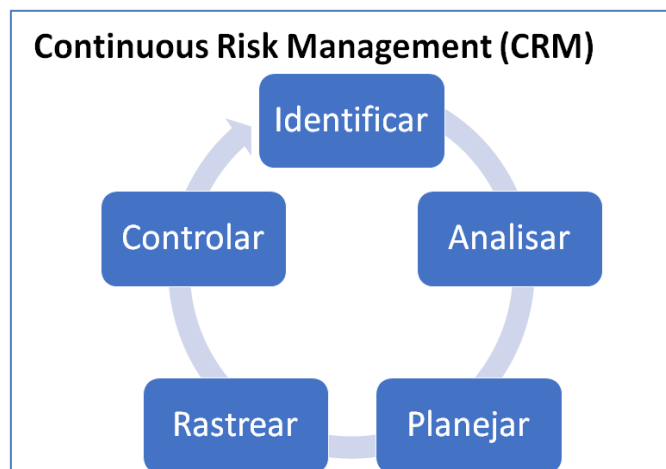 Continuous Risk Management (CRM)
Identificar
Analisar
Planejar
Rastrear
Controlar